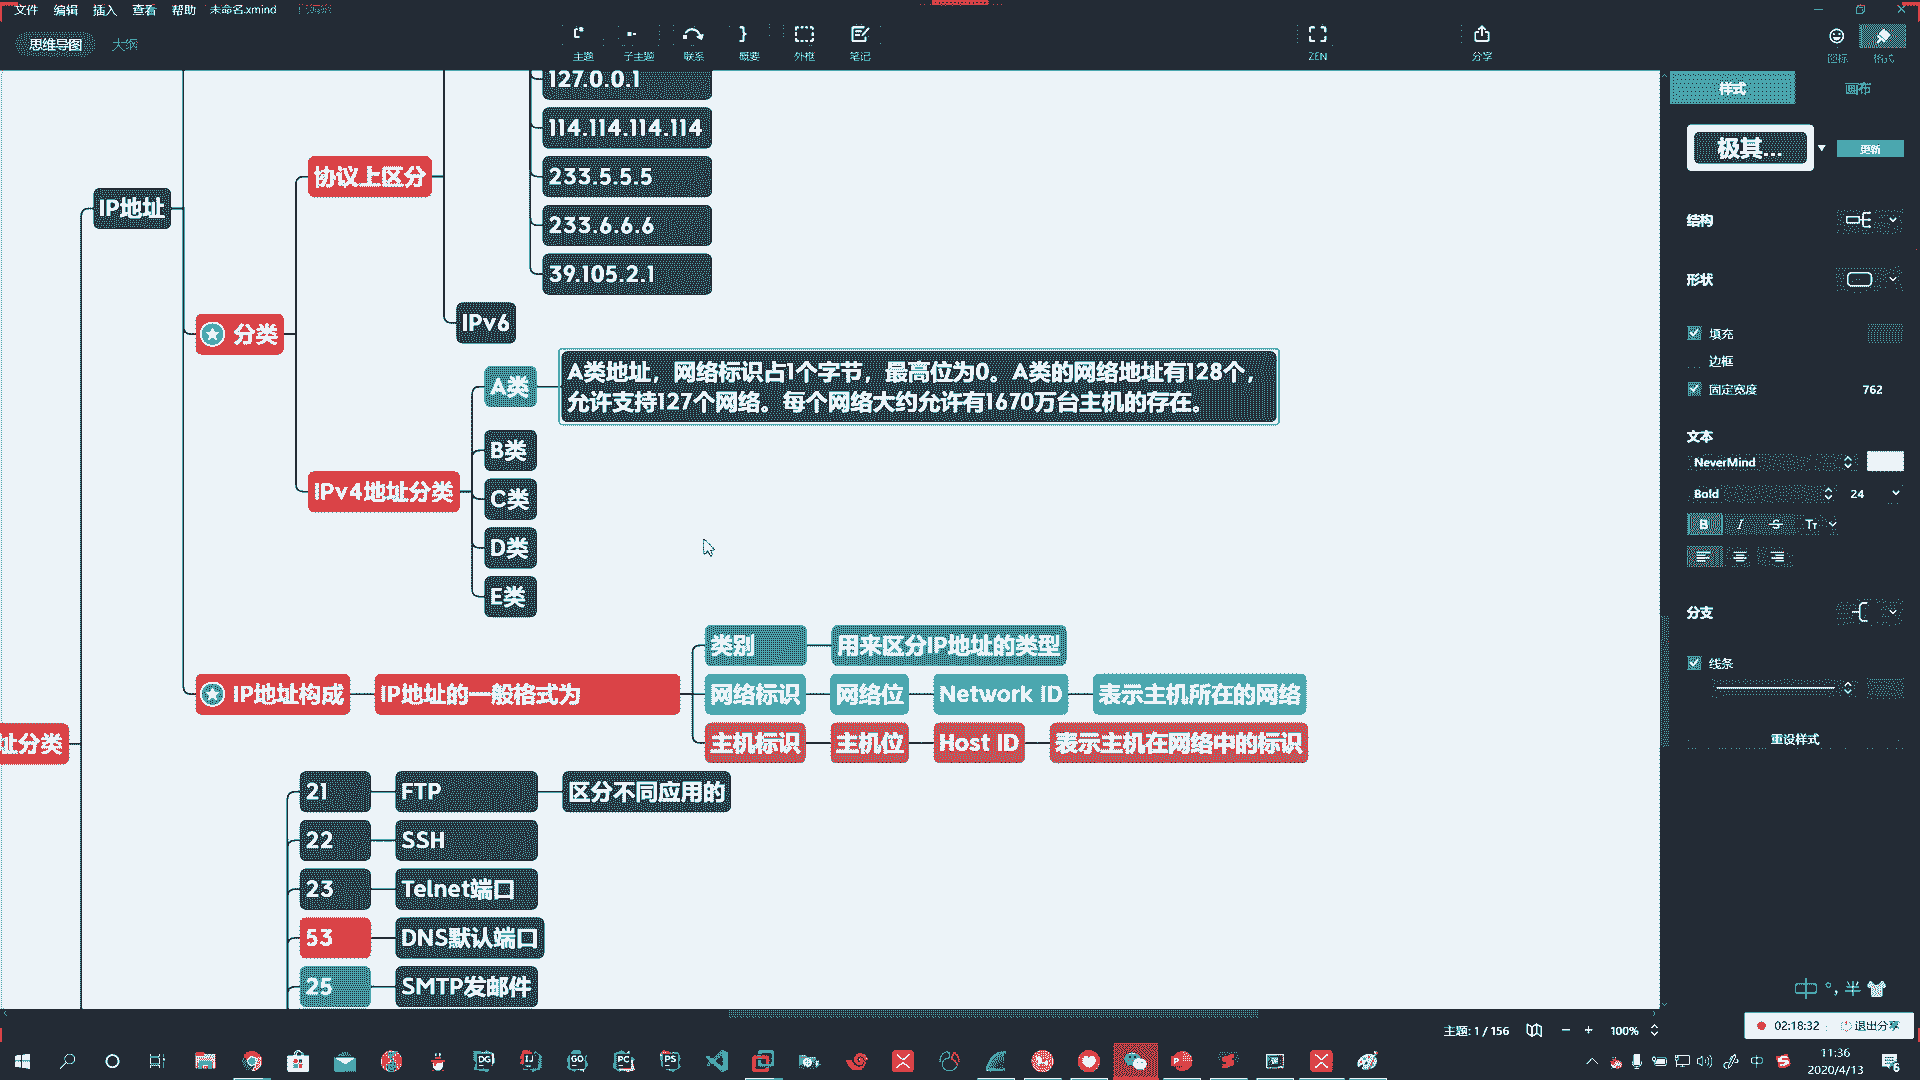 文件 编辑 插入 查看 帮助 未命名.xmind
思维导图 大纲
主题 子主题 联系 概要 外框 笔记 ZEN 分享 图标 格式
样式 画布
127.0.0.1
114.114.114.114
233.5.5.5
233.6.6.6
39.105.2.1
协议上区分
IP地址
IPv6
分类
A类
A类地址，网络标识占1个字节，最高位为0。A类的网络地址有128个，
允许支持127个网络。每个网络大约允许有1670万台主机的存在。
B类
IPv4地址分类
C类
D类
E类
类别 用来区分IP地址的类型
IP地址构成 IP地址的一般格式为
网络标识 网络位 Network ID 表示主机所在的网络
主机标识 主机位 Host ID 表示主机在网络中的标识
址分类
21 FTP 区分不同应用的
22 SSH
23 Telnet端口
53 DNS默认端口
25 SMTP发邮件
极其... 更新
结构
形状
填充
边框
固定宽度 762
文本
NeverMind
Bold 24
B I S Tт
分支
线条
重设样式
中 °, 半
主题: 1 / 156 100%
02:18:32 退出分享
DG IJ GO PC PS
中
11:36
2020/4/13
6